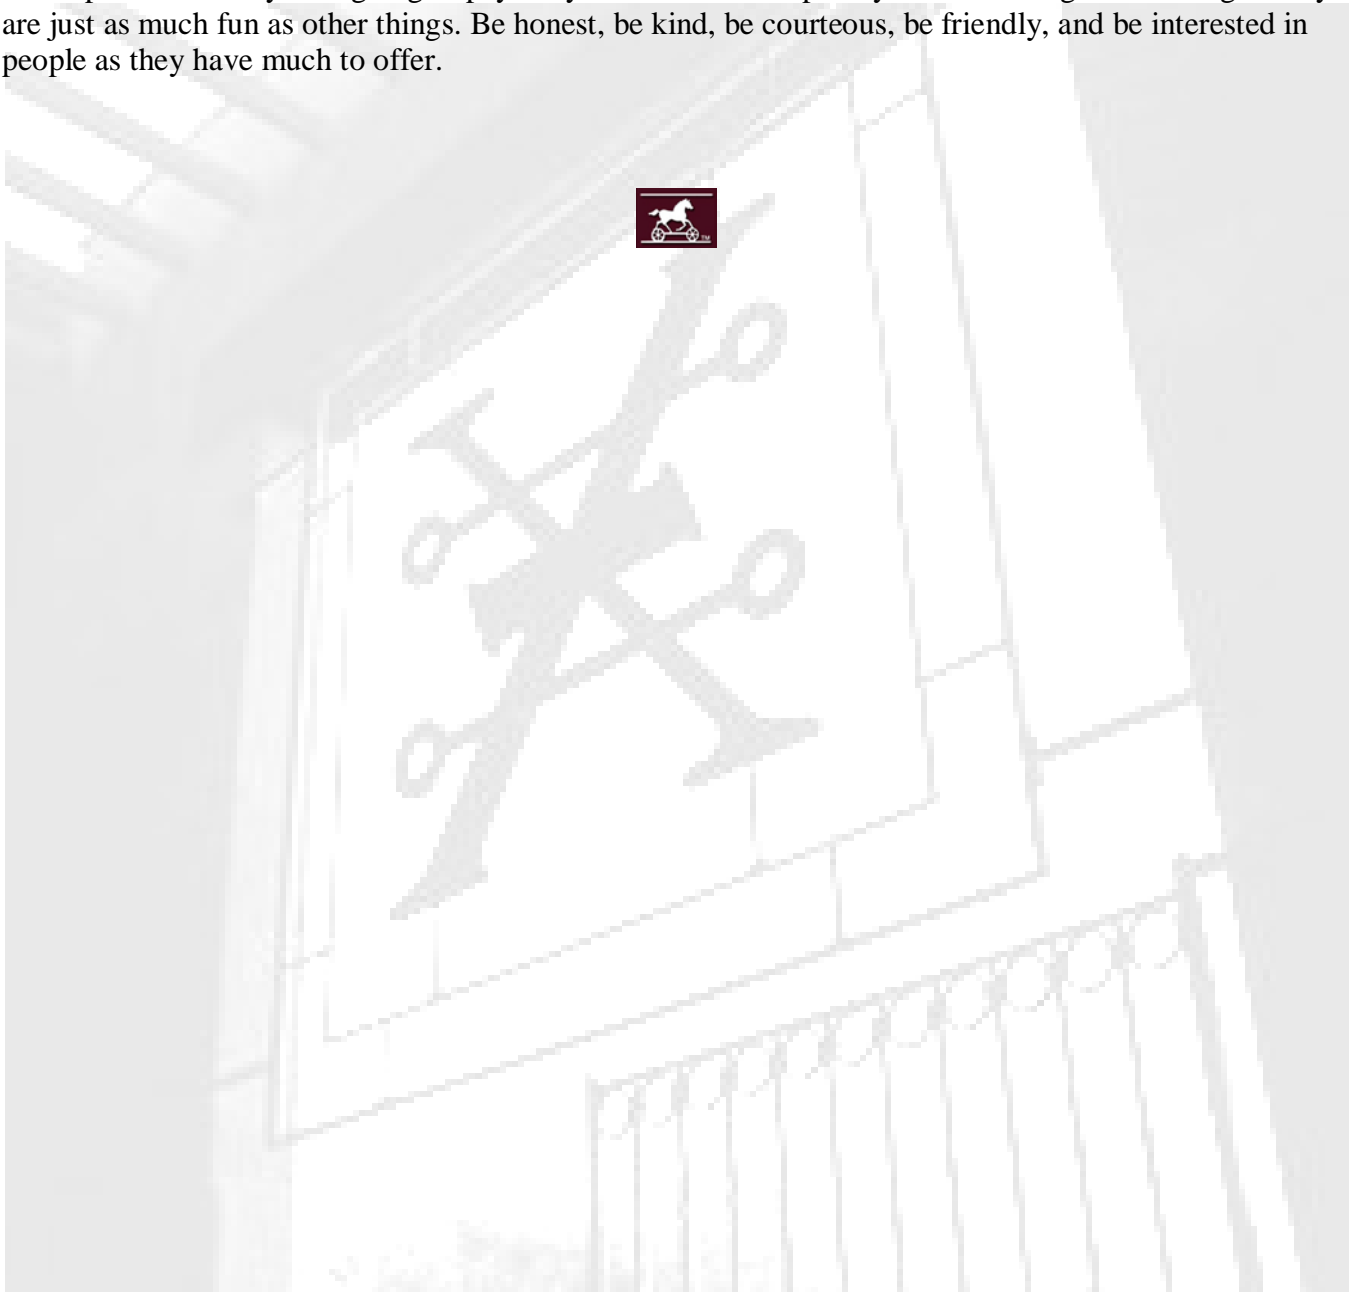 are just as much fun as other things. Be honest, be kind, be courteous, be friendly, and be interested in
people as they have much to offer.
TM